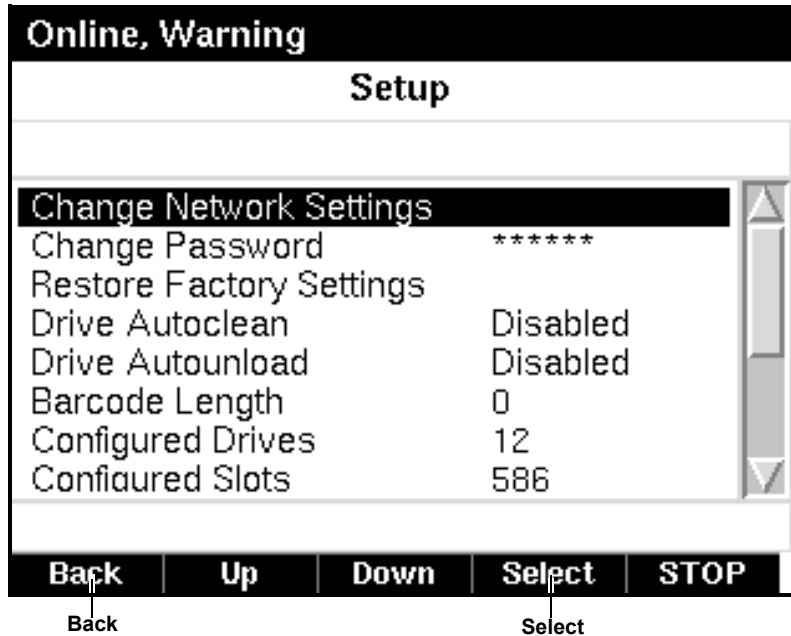 Online, Warning
Setup
Change Network Settings
Change Password ******
Restore Factory Settings
Drive Autoclean Disabled
Drive Autounload Disabled
Barcode Length 0
Configured Drives 12
Configured Slots 586
Back Up Down Select STOP
Back Select